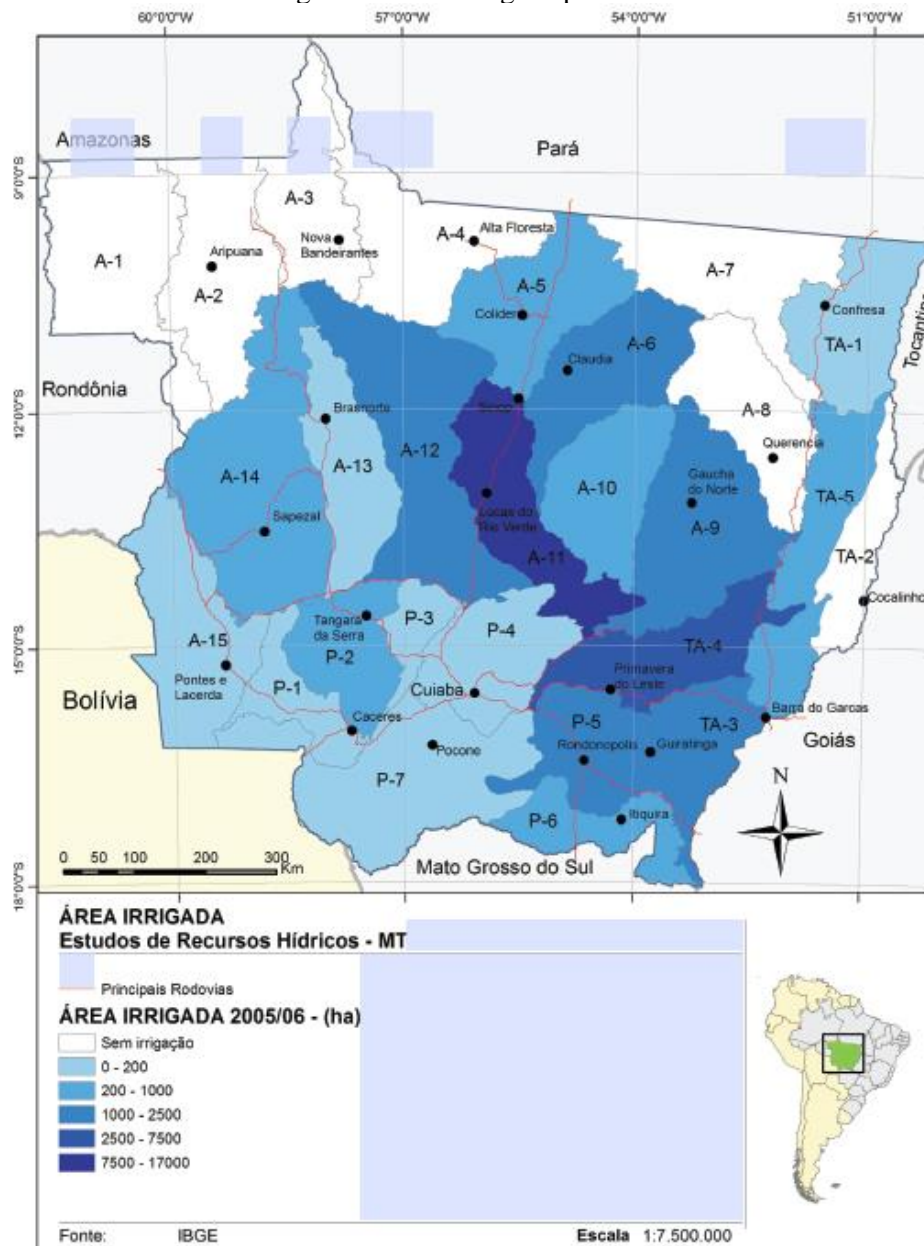 60°0'0"W 57°0'0"W 54°0'0"W 51°0'0"W
Amazonas
Pará
9°0'0"S
A-3
A-4
Alta Floresta
Nova
Bandeirantes
A-1
Aripuana
A-2
A-7
A-5
Colider
Confresa
TA-1
Tocantins
A-6
Claudia
Rondônia
Sinop
12°0'0"S
Brasnorte
A-8
A-12
Querencia
A-14
A-13
A-10
Gaucha
do Norte
TA-5
Lucas do
Rio Verde
Sapezal
A-9
A-11
TA-2
Cocalinho
Tangara
da Serra
P-3
P-4
15°0'0"S
A-15
P-2
TA-4
Pontes e
Lacerda
P-1
Primavera
do Leste
Bolívia
Cuiaba
P-5
TA-3
Barra do Garcas
Caceres
Goiás
Pocone
Rondonopolis
Guiratinga
N
P-7
P-6
Itiquira
0 50 100 200 300
Km
Mato Grosso do Sul
18°0'0"S
ÁREA IRRIGADA
Estudos de Recursos Hídricos - MT
Principais Rodovias
ÁREA IRRIGADA 2005/06 - (ha)
Sem irrigação
0 - 200
200 - 1000
1000 - 2500
2500 - 7500
7500 - 17000
Fonte: IBGE Escala 1:7.500.000